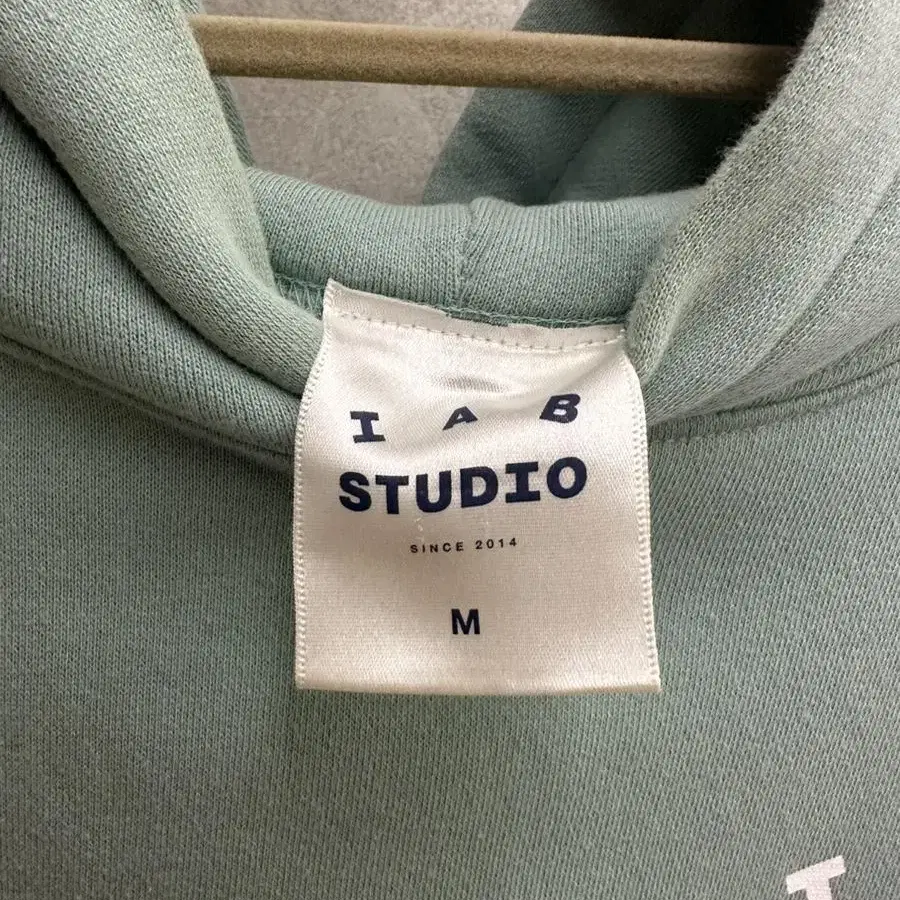 I A B
STUDIO
SINCE 2014
M
I